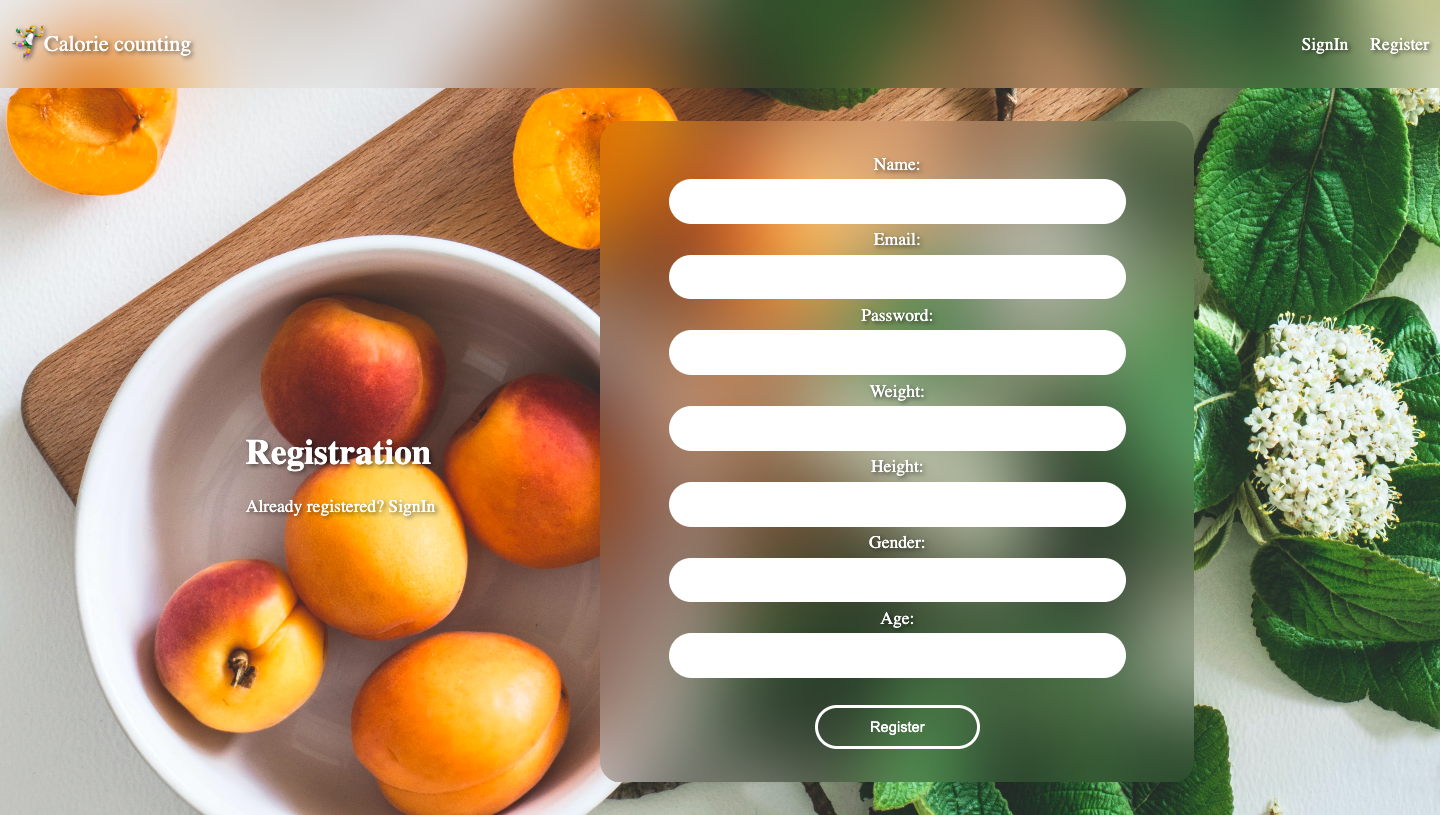 Calorie counting
SignIn
Register
Registration
Already registered? SignIn
Name:
Email:
Password:
Weight:
Height:
Gender:
Age:
Register